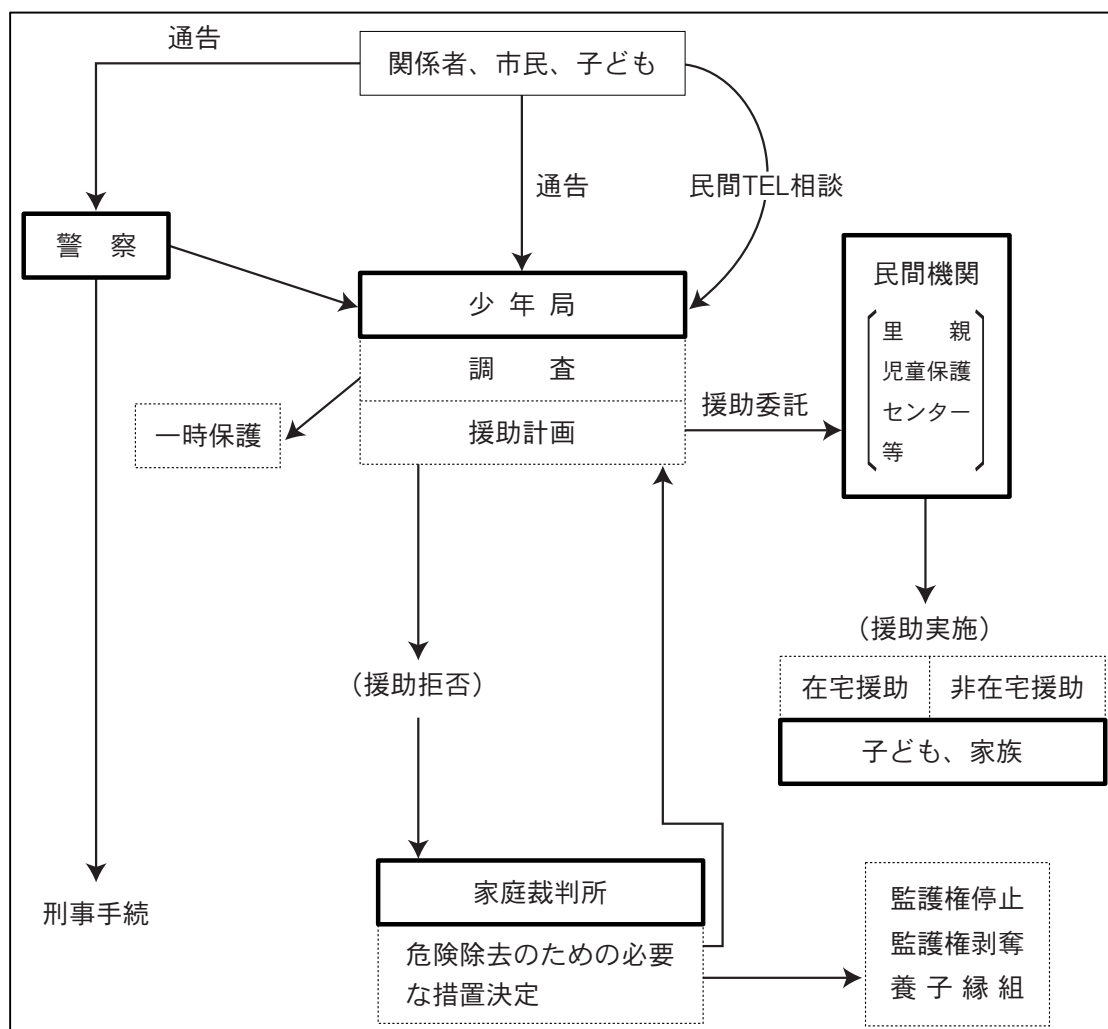 通告
関係者、市民、子ども
通告
民間TEL相談
警 察
少 年 局
民間機関
里 親
児童保護
センター
等
調 査
援助委託
一時保護
援助計画
（援助実施）
（援助拒否）
在宅援助
非在宅援助
子ども、家族
家庭裁判所
刑事手続
危険除去のための必要
な措置決定
監護権停止
監護権剥奪
養 子 縁 組